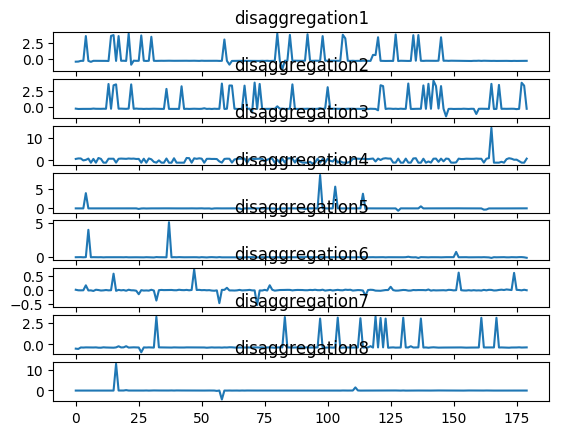 disaggregation1
2.5
0.0
disaggregation2
2.5
0.0
disaggregation3
10
0
disaggregation4
5
0
disaggregation5
5
0
disaggregation6
0.5
0.0
−0.5
disaggregation7
2.5
0.0
disaggregation8
10
0
0 25 50 75 100 125 150 175